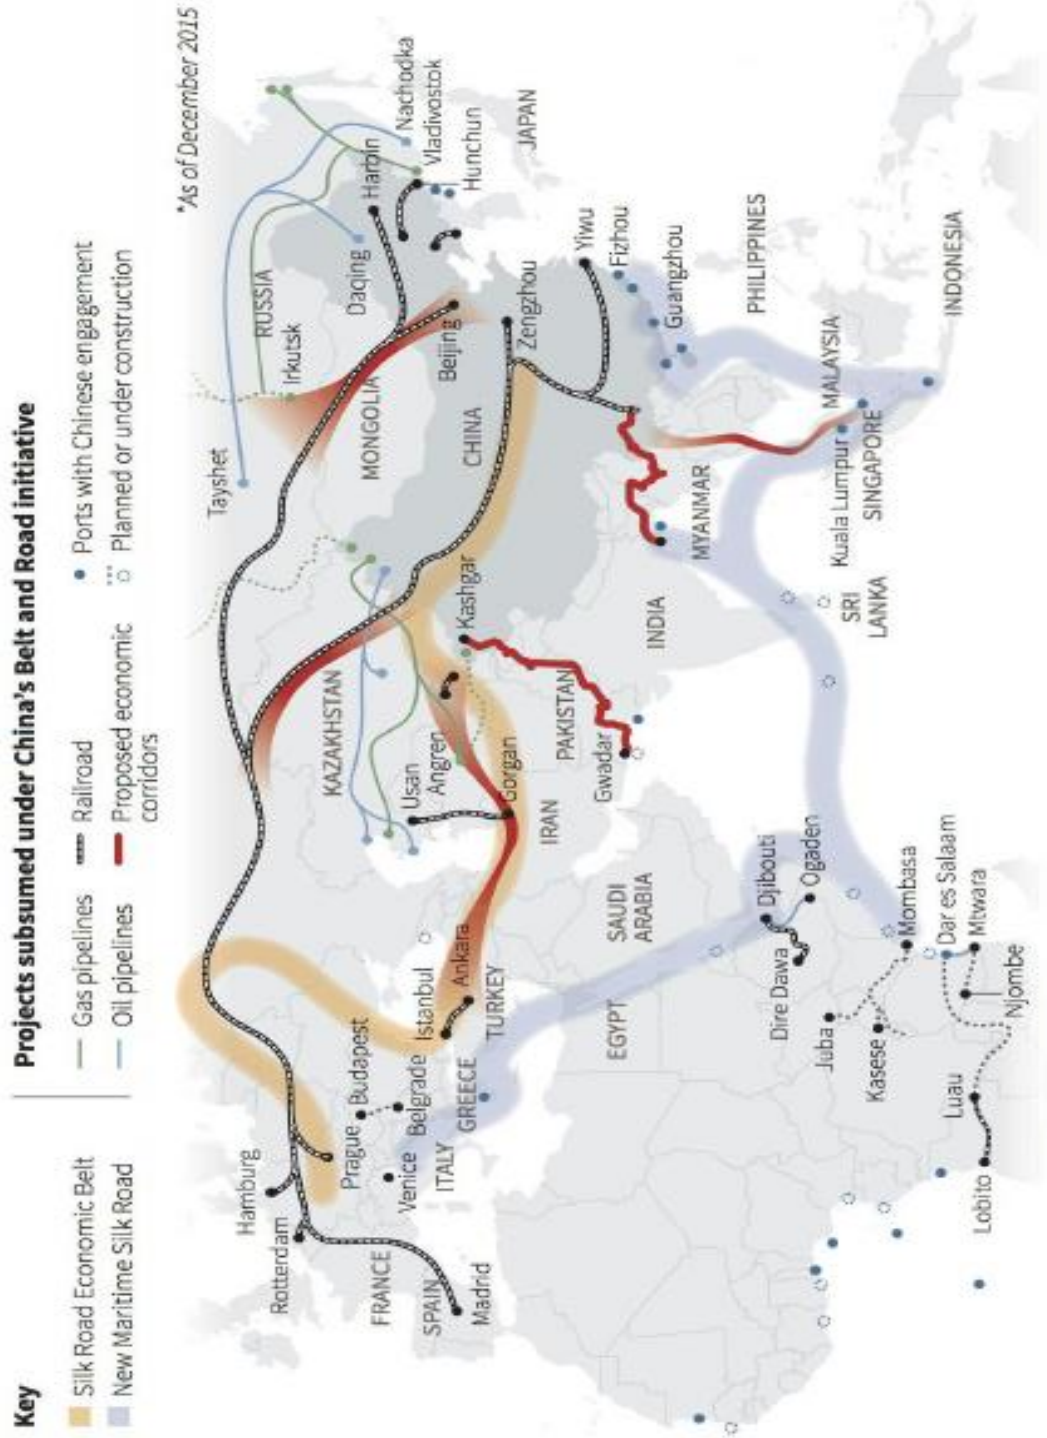 Key
Projects subsumed under China's Belt and Road initiative
Silk Road Economic Belt
New Maritime Silk Road
Gas pipelines
Oil pipelines
Railroad
Proposed economic
corridors
Ports with Chinese engagement
Planned or under construction
*As of December 2015
Tayshet
RUSSIA
Irkutsk
Daqing
Harbin
Nachodka
Vladivostok
Hunchun
JAPAN
MONGOLIA
Beijing
CHINA
Zengzhou
Yiwu
Fizhou
Guangzhou
PHILIPPINES
Hamburg
Rotterdam
Prague
Budapest
FRANCE
Venice
Belgrade
Istanbul
ITALY
SPAIN
Madrid
GREECE
Ankara
TURKEY
KAZAKHSTAN
Usan
Angren
Kashgar
Gorgan
IRAN
PAKISTAN
Gwadar
INDIA
MYANMAR
MALAYSIA
Kuala Lumpur
SINGAPORE
INDONESIA
SRI
LANKA
EGYPT
SAUDI
ARABIA
Djibouti
Ogaden
Dire Dawa
Juba
Kasese
Mombasa
Dar es Salaam
Mtwara
Njombe
Luau
Lobito